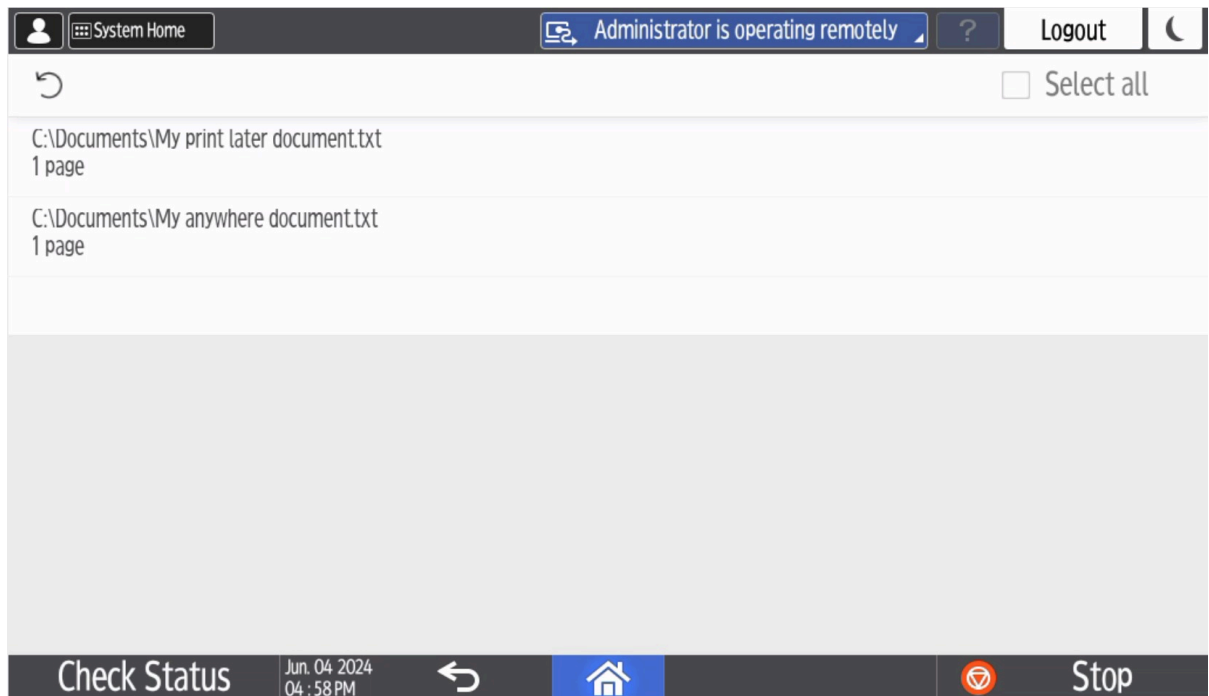 System Home
Administrator is operating remotely
?
Logout
Select all
C:\Documents\My print later document.txt
1 page
C:\Documents\My anywhere document.txt
1 page
Check Status
Jun. 04 2024
04 : 58 PM
Stop